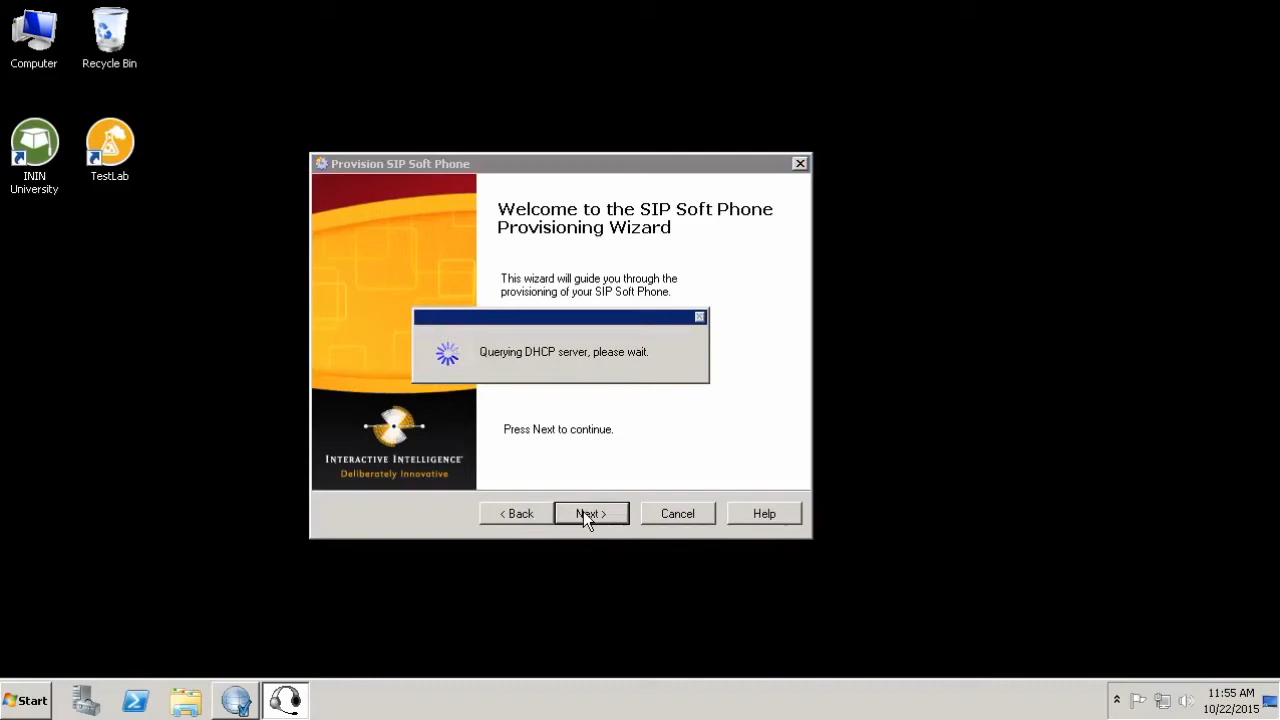 Computer
Recycle Bin
ININ
University
TestLab
Provision SIP Soft Phone
Welcome to the SIP Soft Phone
Provisioning Wizard
This wizard will guide you through the
provisioning of your SIP Soft Phone.
Querying DHCP server, please wait.
Press Next to continue.
INTERACTIVE INTELLIGENCE
Deliberately Innovative
< Back
Next >
Cancel
Help
Start
11:55 AM
10/22/2015